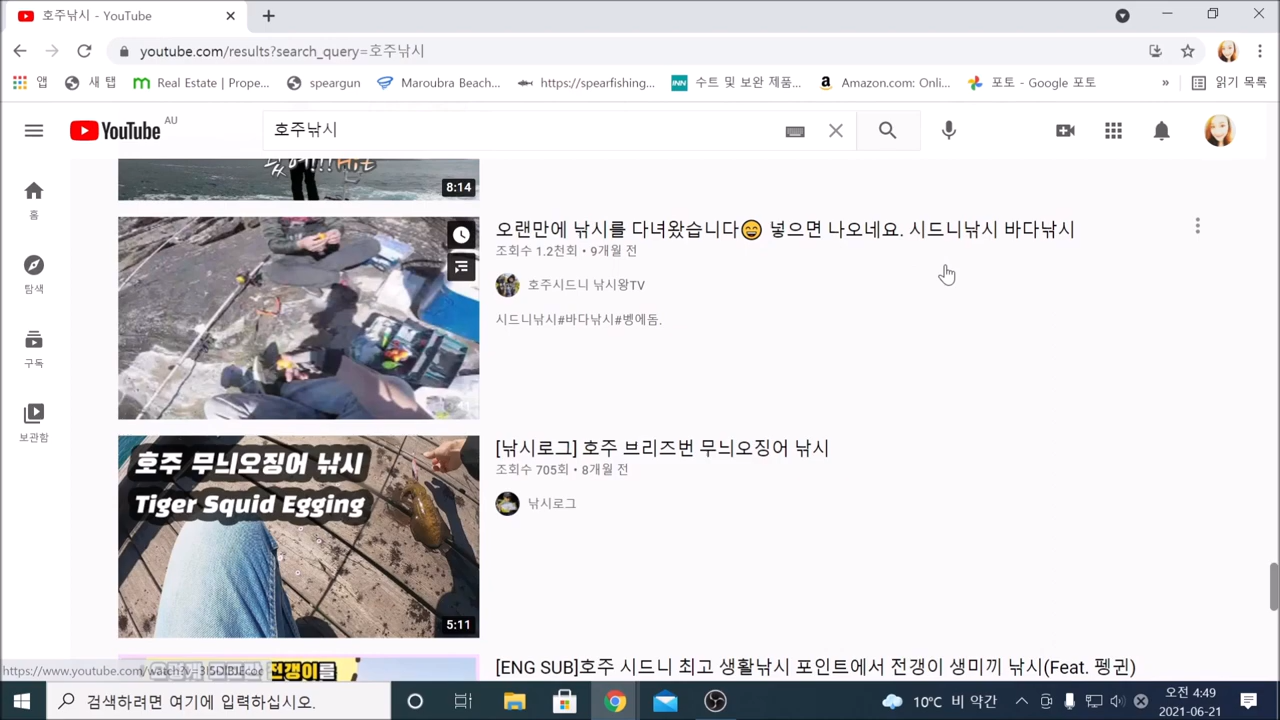 호주낚시 - YouTube
youtube.com/results?search_query=호주낚시
앱 새 탭 Real Estate | Prope... speargun Maroubra Beach... https://spearfishing... INN 수트 및 보완 제품... Amazon.com: Onli... 포토 - Google 포토 » 읽기 목록
YouTube AU 호주낚시
홈
탐색
구독
보관함
8:14
오랜만에 낚시를 다녀왔습니다😄 넣으면 나오네요. 시드니낚시 바다낚시
조회수 1.2천회 • 9개월 전
호주시드니 낚시왕TV
시드니낚시#바다낚시#벵에돔.
호주 무늬오징어 낚시
Tiger Squid Egging
5:11
[낚시로그] 호주 브리즈번 무늬오징어 낚시
조회수 705회 • 8개월 전
낚시로그
전갱이를
[ENG SUB]호주 시드니 최고 생활낚시 포인트에서 전갱이 생미끼 낚시(Feat. 펭귄)
검색하려면 여기에 입력하십시오.
10°C 비 약간
오전 4:49
2021-06-21